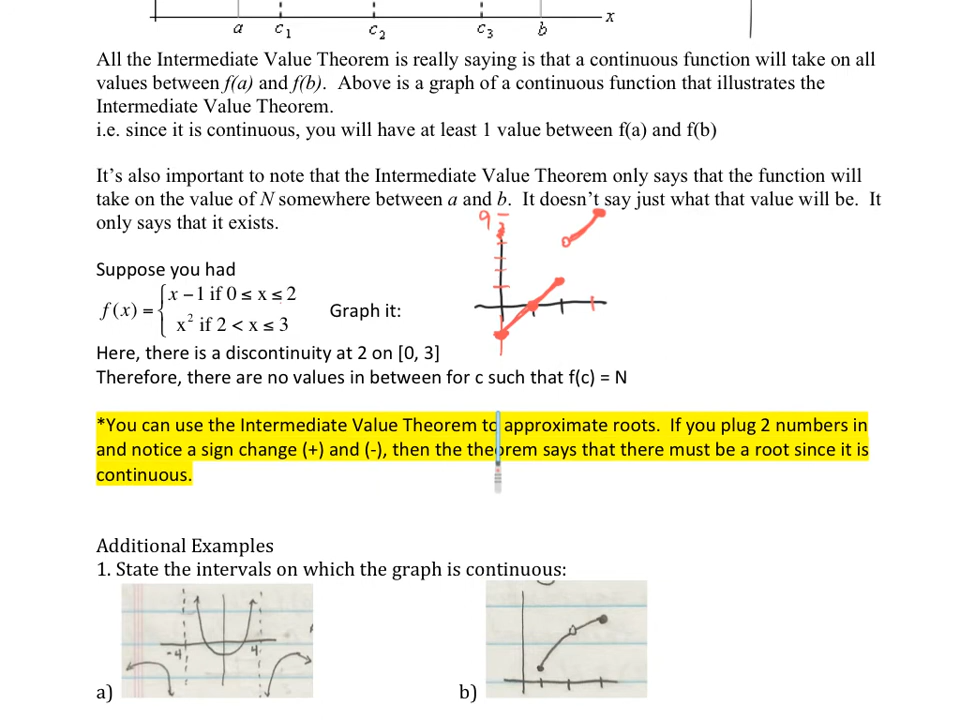 a c₁ c₂ c₃ b x
All the Intermediate Value Theorem is really saying is that a continuous function will take on all
values between f(a) and f(b). Above is a graph of a continuous function that illustrates the
Intermediate Value Theorem.
i.e. since it is continuous, you will have at least 1 value between f(a) and f(b)
It's also important to note that the Intermediate Value Theorem only says that the function will
take on the value of N somewhere between a and b. It doesn't say just what that value will be. It
only says that it exists.
9
Suppose you had
f(x) = { x – 1 if 0 ≤ x ≤ 2
x² if 2 < x ≤ 3
Graph it:
Here, there is a discontinuity at 2 on [0, 3]
Therefore, there are no values in between for c such that f(c) = N
*You can use the Intermediate Value Theorem to approximate roots. If you plug 2 numbers in
and notice a sign change (+) and (-), then the theorem says that there must be a root since it is
continuous.
Additional Examples
1. State the intervals on which the graph is continuous:
-4 4
a) b)